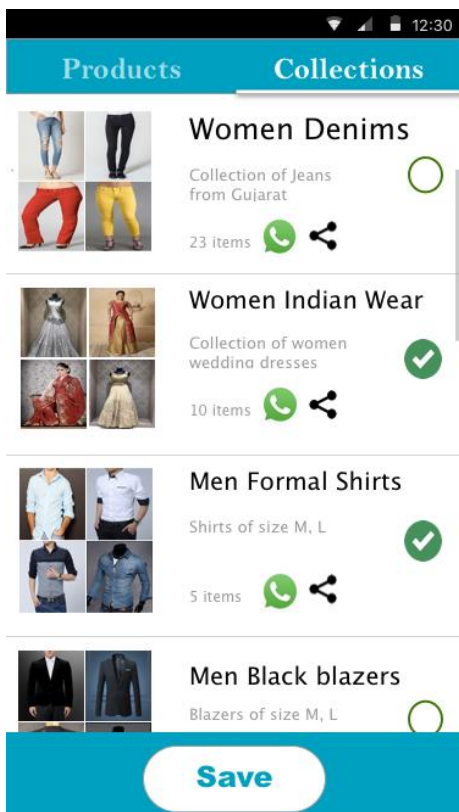 12:30
Products Collections
Women Denims
Collection of Jeans
from Gujarat
23 items
Women Indian Wear
Collection of women
wedding dresses
10 items
Men Formal Shirts
Shirts of size M, L
5 items
Men Black blazers
Blazers of size M, L
Save